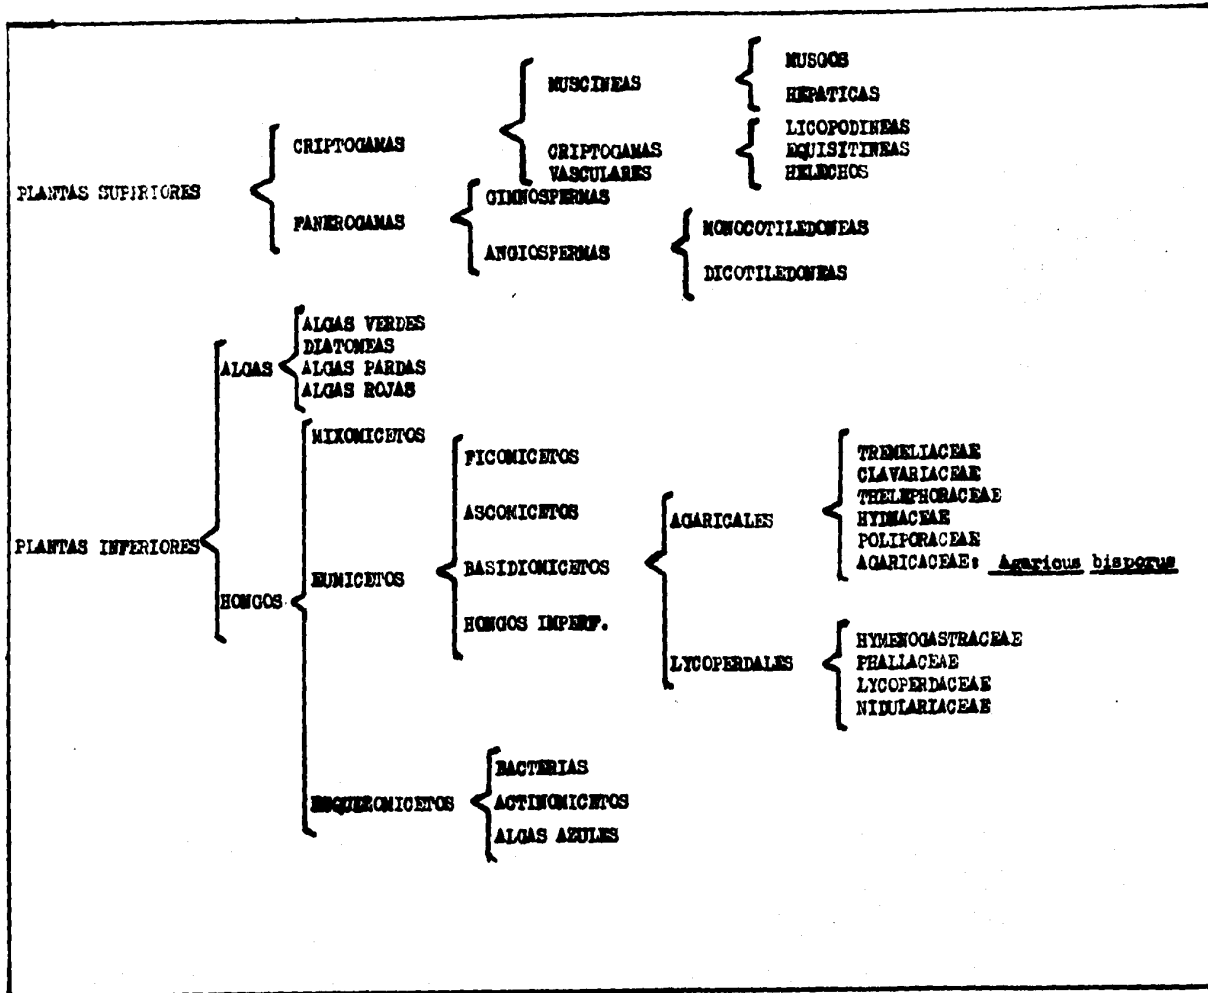 PLANTAS SUPERIORES
CRIPTOGAMAS
MUSCINEAS
MUSGOS
HEPATICAS
CRIPTOGAMAS
VASCULARES
LICOPODINEAS
EQUISITINEAS
HELECHOS
FANEROGAMAS
GIMNOSPERMAS
ANGIOSPERMAS
MONOCOTILEDONEAS
DICOTILEDONEAS
PLANTAS INFERIORES
ALGAS
ALGAS VERDES
DIATOMEAS
ALGAS PARDAS
ALGAS ROJAS
HONGOS
MIXOMICETOS
EUMICETOS
FICOMICETOS
ASCOMICETOS
BASIDIOMICETOS
AGARICALES
TREMELIACEAE
CLAVARIACEAE
THELEPHORACEAE
HYDNACEAE
POLIPORACEAE
AGARICACEAE: Agaricus bisporus
LYCOPERDALES
HYMENOGASTRACEAE
PHALLACEAE
LYCOPERDACEAE
NIDULARIACEAE
HONGOS IMPERF.
ESQUIZOMICETOS
BACTERIAS
ACTINOMICETOS
ALGAS AZULES